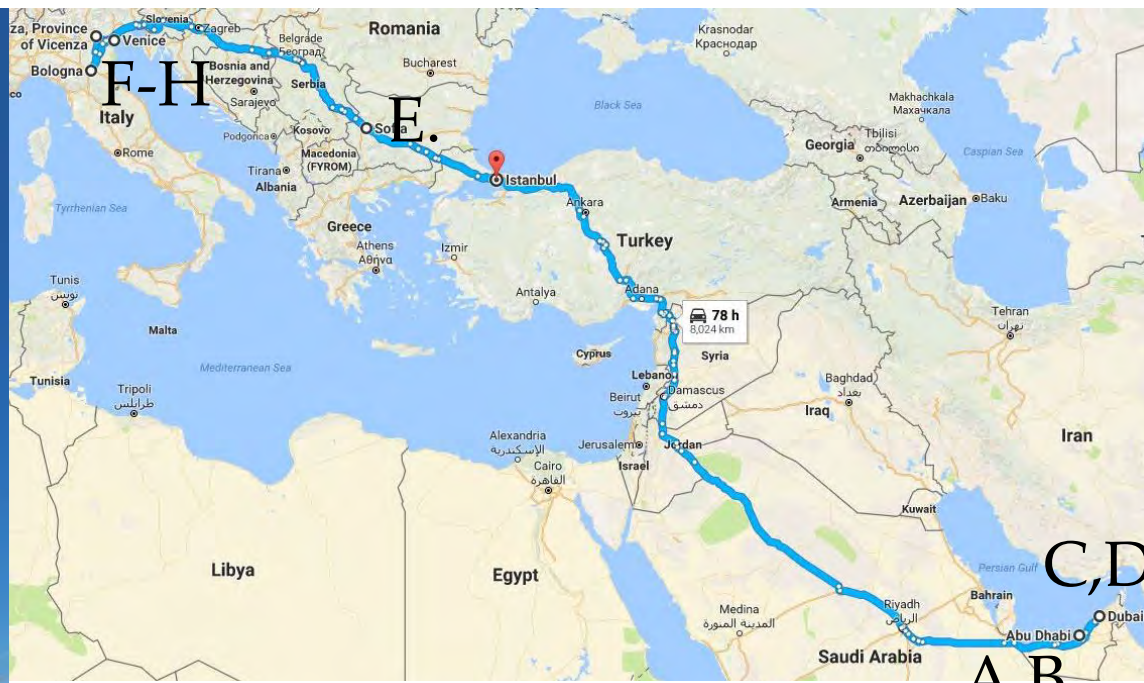 za, Province
of Vicenza
Venice
Slovenia
Zagreb
Bologna
F-H
co
Italy
Rome
Tyrrhenian Sea
Bosnia and
Herzegovina
Sarajevo
Belgrade
Београд
Serbia
Romania
Bucharest
Podgorica
Kosovo
Macedonia
(FYROM)
Tirana
Albania
Sofia
E.
Greece
Athens
Αθήνα
Istanbul
Black Sea
Krasnodar
Краснодар
Makhachkala
Махачкала
Georgia
Tbilisi
თბილისი
Caspian Sea
Armenia
Azerbaijan
Baku
Ankara
Turkey
Izmir
Antalya
Adana
78 h
8,024 km
Tunis
تونس
Malta
Mediterranean Sea
Tunisia
Tripoli
طرابلس
Cyprus
Syria
Lebanon
Beirut
بيروت
Damascus
دمشق
Tehran
تهران
Baghdad
بغداد
Iraq
Iran
Alexandria
الإسكندرية
Cairo
القاهرة
Jerusalem
Israel
Jordan
Kuwait
Libya
Egypt
Persian Gulf
C,D
Bahrain
Medina
المدينة المنورة
Riyadh
الرياض
Saudi Arabia
Abu Dhabi
Dubai
A, B